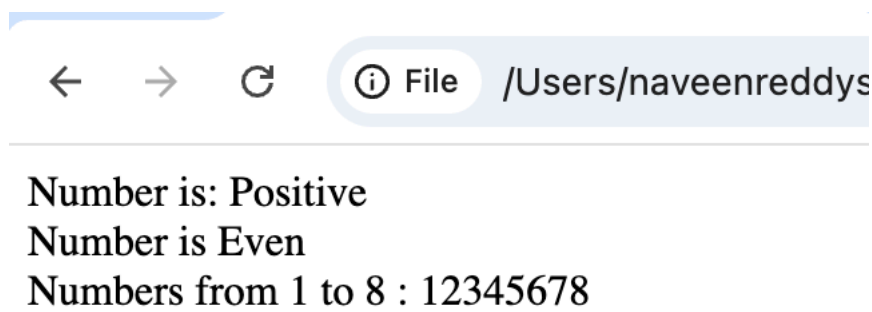 File /Users/naveenreddys
Number is: Positive
Number is Even
Numbers from 1 to 8 : 12345678